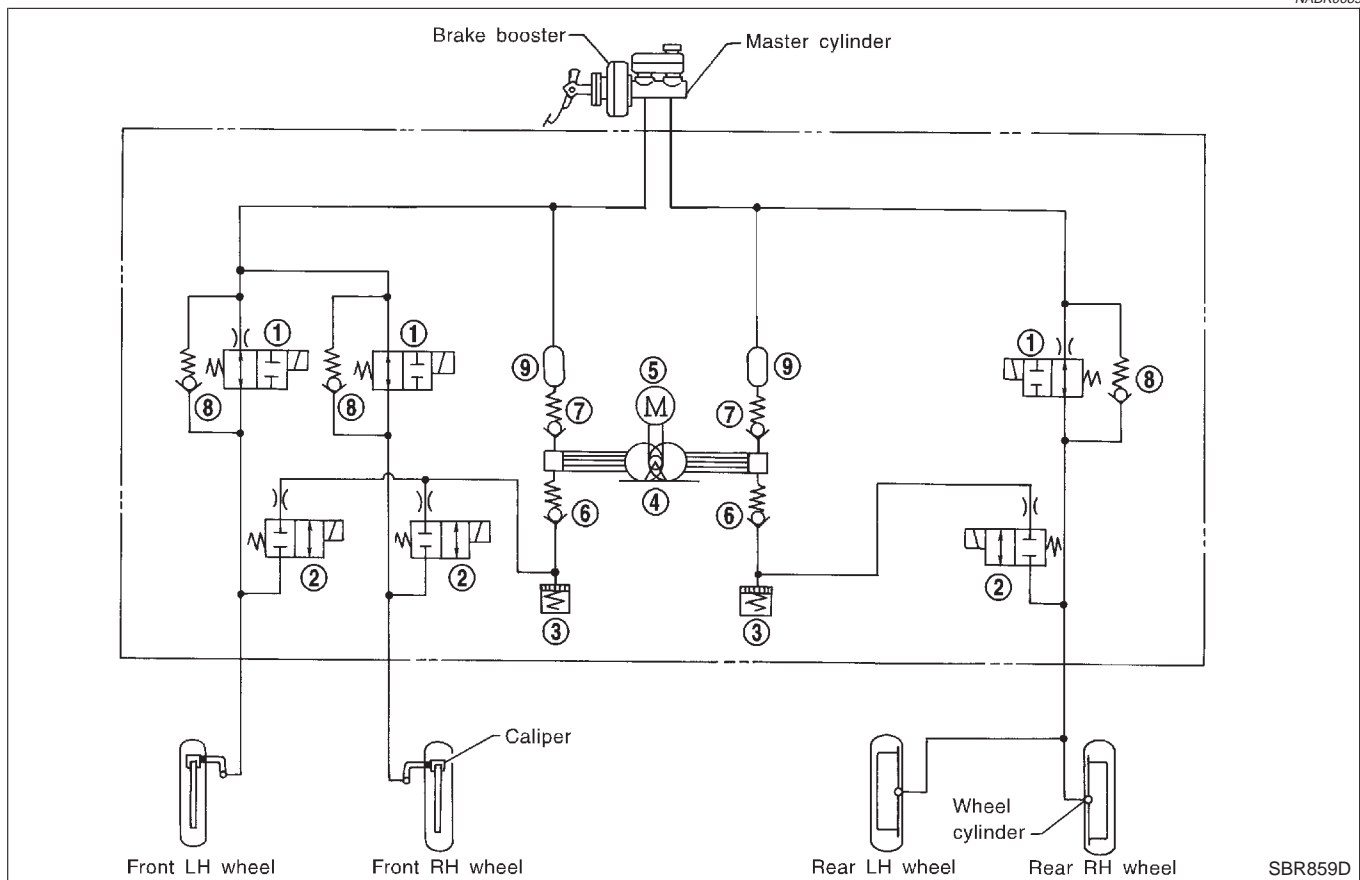 Brake booster
Master cylinder
1
1
1
8
8
8
9
5
9
7
M
7
6
4
6
2
2
2
3
3
Caliper
Wheel
cylinder
Front LH wheel
Front RH wheel
Rear LH wheel
Rear RH wheel
SBR859D